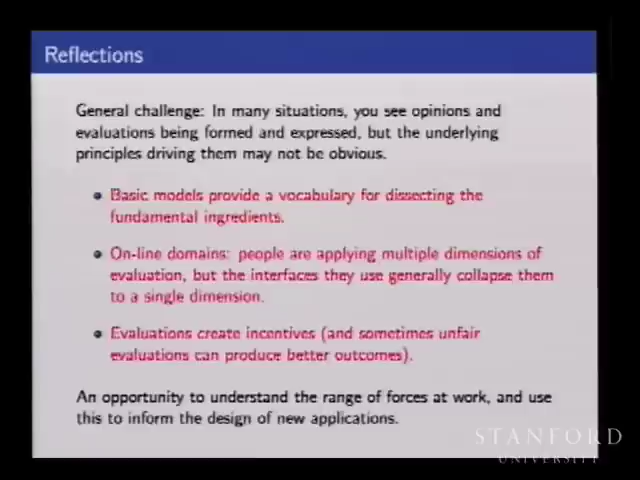 Reflections
General challenge: In many situations, you see opinions and
evaluations being formed and expressed, but the underlying
principles driving them may not be obvious.
Basic models provide a vocabulary for dissecting the
fundamental ingredients.
On-line domains: people are applying multiple dimensions of
evaluation, but the interfaces they use generally collapse them
to a single dimension.
Evaluations create incentives (and sometimes unfair
evaluations can produce better outcomes).
An opportunity to understand the range of forces at work, and use
this to inform the design of new applications.
STANFORD
UNIVERSITY